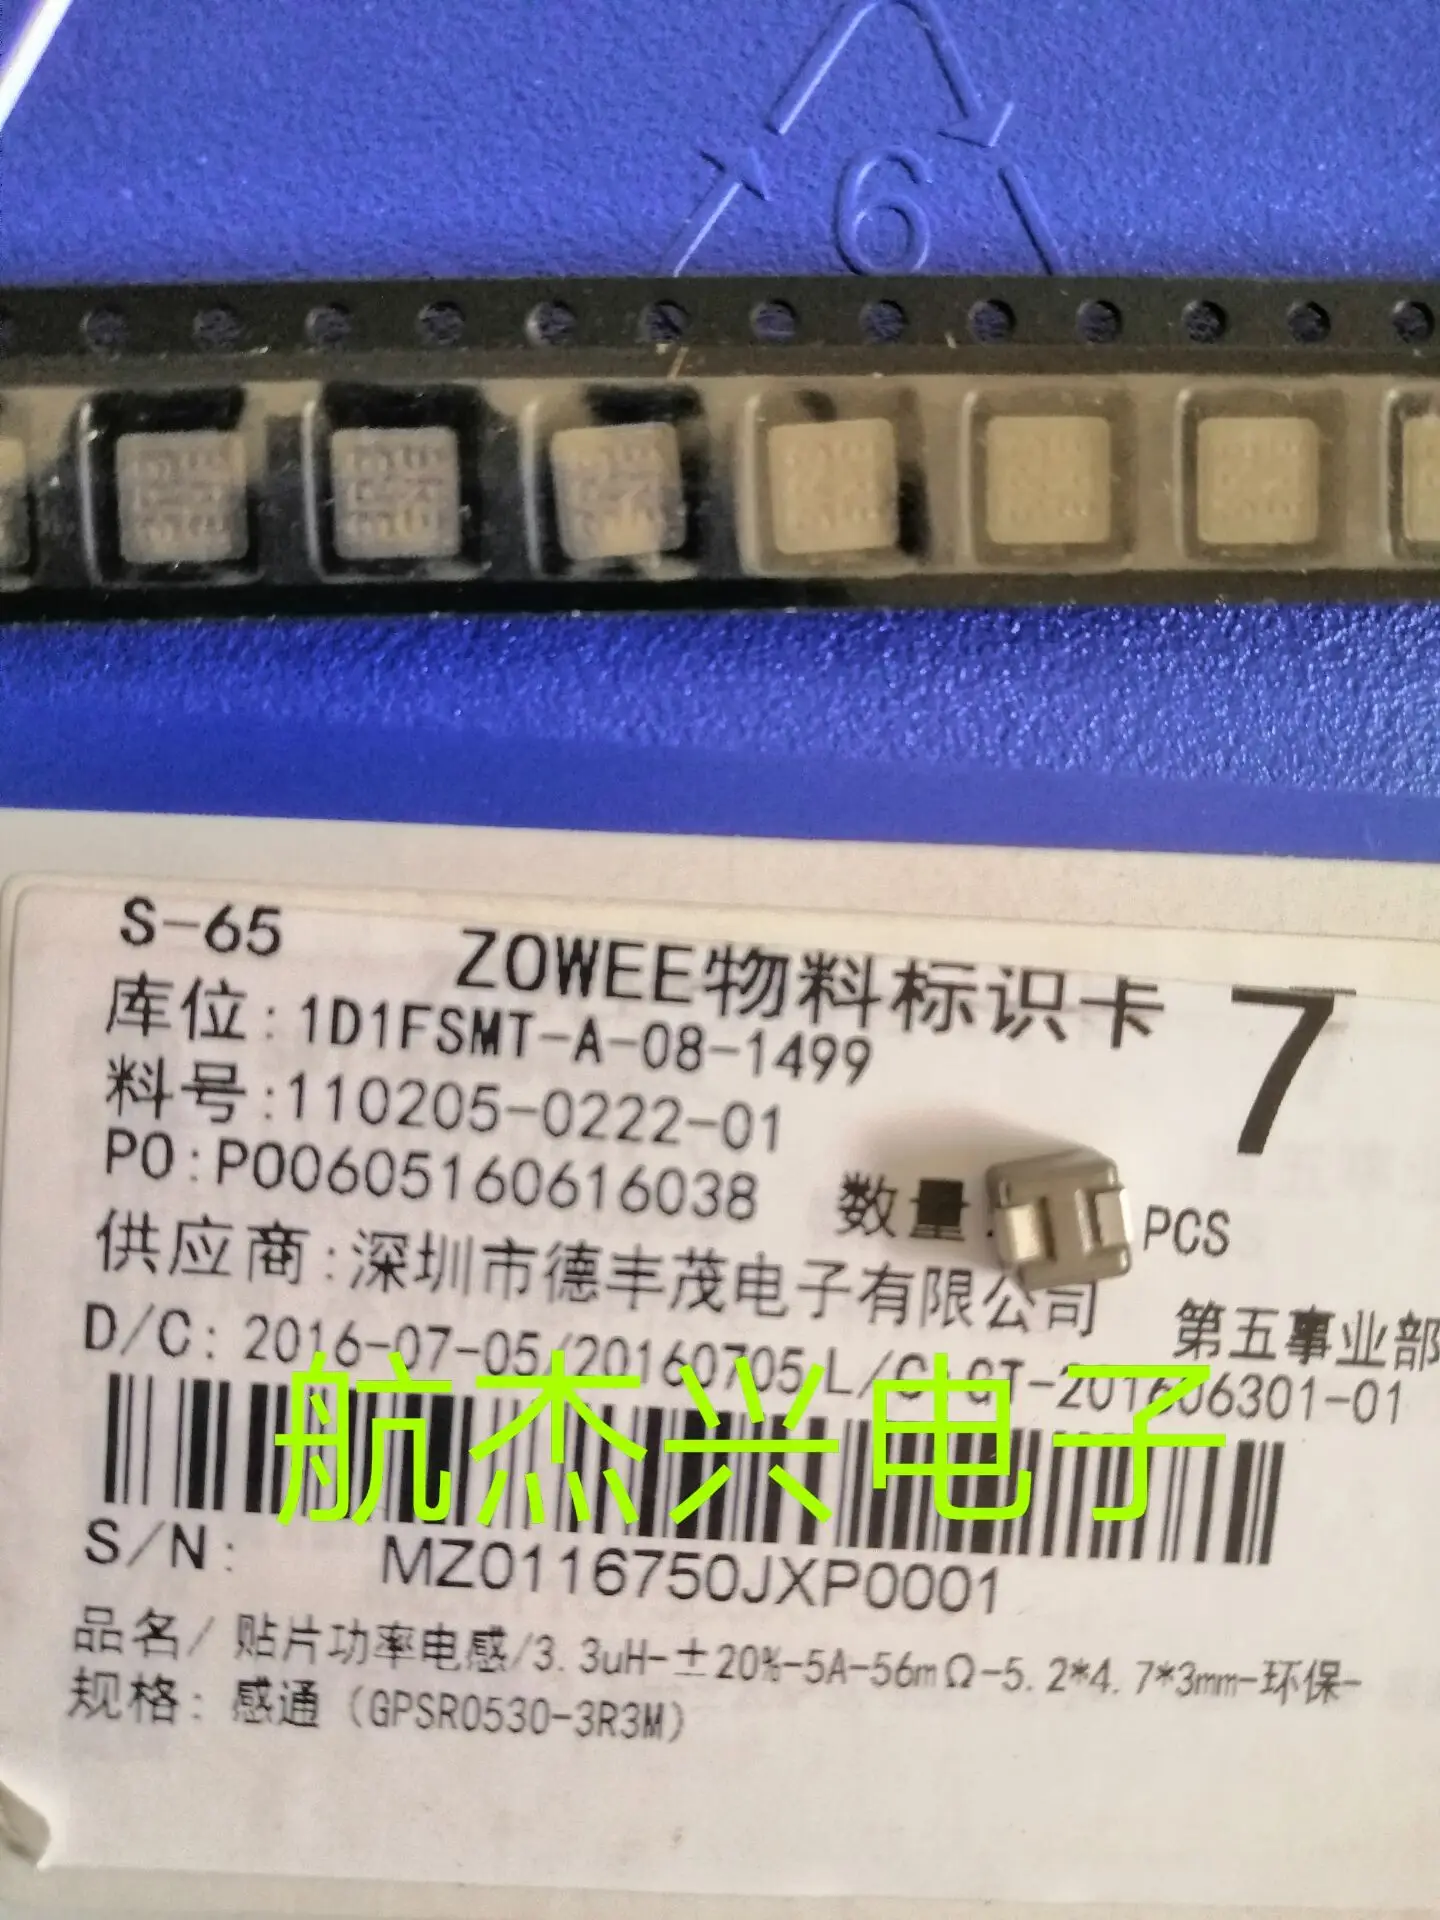 6
S-65
ZOWEE物料标识卡 7
库位:1D1FSMT-A-08-1499
料号:110205-0222-01
PO:P00605160616038
数量: PCS
供应商:深圳市德丰茂电子有限公司 第五事业部
D/C: 2016-07-05/20160705 L/C GT-201606301-01
航杰兴电子
S/N: MZ0116750JXP0001
品名/ 贴片功率电感/3.3uH-±20%-5A-56mΩ-5.2*4.7*3mm-环保-
规格: 感通 (GPSR0530-3R3M)